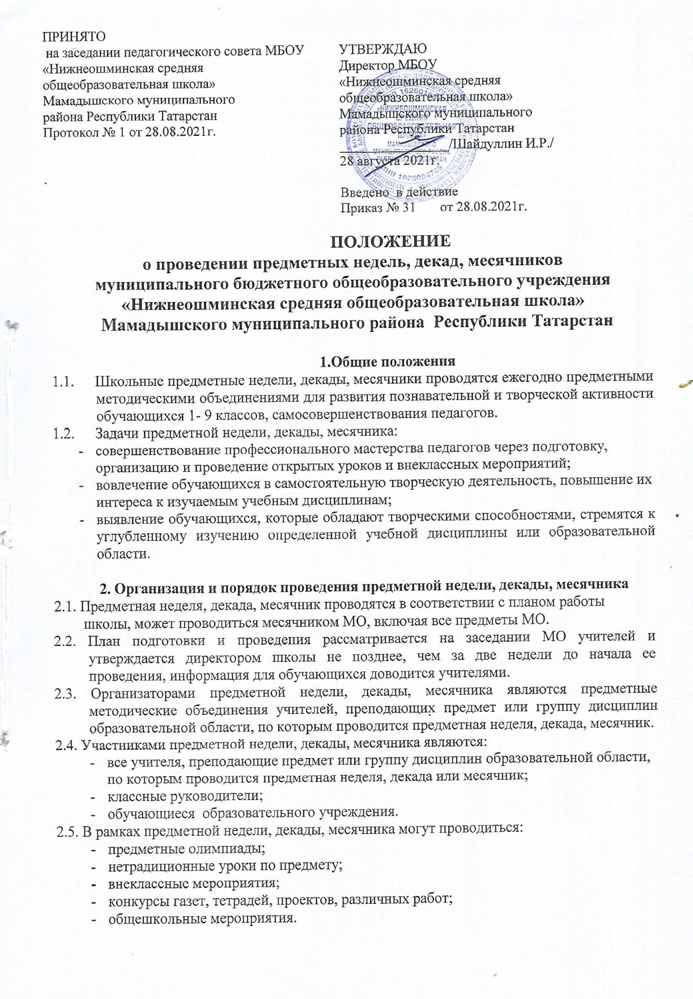 ПРИНЯТО
на заседании педагогического совета МБОУ
«Нижнеошминская средняя
общеобразовательная школа»
Мамадышского муниципального
района Республики Татарстан
Протокол № 1 от 28.08.2021г.
.
УТВЕРЖДАЮ
Директор МБОУ
«Нижнеошминская средняя
общеобразовательная школа»
Мамадышского муниципального
района Республики Татарстан
________________/Шайдуллин И.Р./
28 августа 2021г.
Введено в действие
Приказ № 31 от 28.08.2021г.
«НИЖНЕОШМИНСКАЯ
СРЕДНЯЯ
ОБЩЕОБРАЗОВАТЕЛЬНАЯ
ШКОЛА»
МАМАДЫШСКОГО
МУНИЦИПАЛЬНОГО РАЙОНА
РЕСПУБЛИКИ ТАТАРСТАН
ИНН 1626004765
ПОЛОЖЕНИЕ
о проведении предметных недель, декад, месячников
муниципального бюджетного общеобразовательного учреждения
«Нижнеошминская средняя общеобразовательная школа»
Мамадышского муниципального района Республики Татарстан
1.Общие положения
1.1. Школьные предметные недели, декады, месячники проводятся ежегодно предметными
методическими объединениями для развития познавательной и творческой активности
обучающихся 1- 9 классов, самосовершенствования педагогов.
1.2. Задачи предметной недели, декады, месячника:
- совершенствование профессионального мастерства педагогов через подготовку,
организацию и проведение открытых уроков и внеклассных мероприятий;
- вовлечение обучающихся в самостоятельную творческую деятельность, повышение их
интереса к изучаемым учебным дисциплинам;
- выявление обучающихся, которые обладают творческими способностями, стремятся к
углубленному изучению определенной учебной дисциплины или образовательной
области.
2. Организация и порядок проведения предметной недели, декады, месячника
2.1. Предметная неделя, декада, месячник проводятся в соответствии с планом работы
школы, может проводиться месячником МО, включая все предметы МО.
2.2. План подготовки и проведения рассматривается на заседании МО учителей и
утверждается директором школы не позднее, чем за две недели до начала ее
проведения, информация для обучающихся доводится учителями.
2.3. Организаторами предметной недели, декады, месячника являются предметные
методические объединения учителей, преподающих предмет или группу дисциплин
образовательной области, по которым проводится предметная неделя, декада, месячник.
2.4. Участниками предметной недели, декады, месячника являются:
- все учителя, преподающие предмет или группу дисциплин образовательной области,
по которым проводится предметная неделя, декада или месячник;
- классные руководители;
- обучающиеся образовательного учреждения.
2.5. В рамках предметной недели, декады, месячника могут проводиться:
- предметные олимпиады;
- нетрадиционные уроки по предмету;
- внеклассные мероприятия;
- конкурсы газет, тетрадей, проектов, различных работ;
- общешкольные мероприятия.